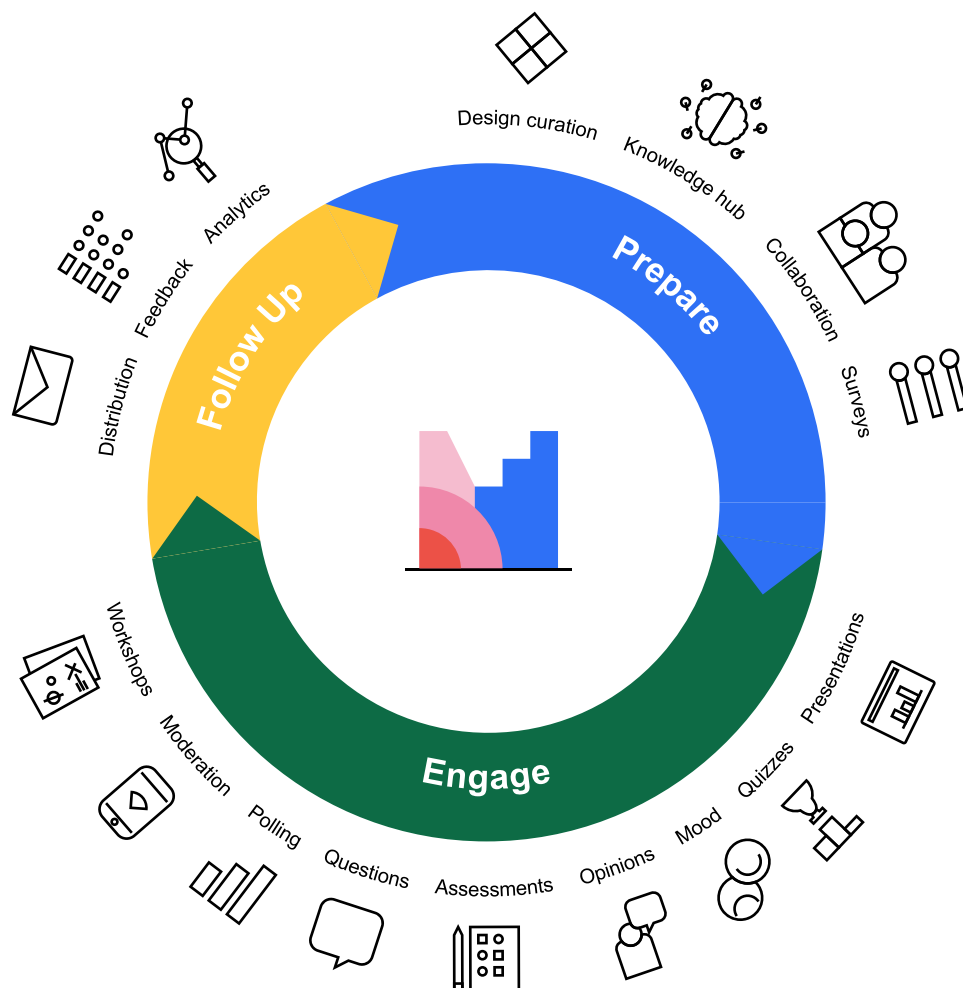 Design curation
Knowledge hub
Collaboration
Surveys
Prepare
Presentations
Quizzes
Mood
Opinions
Assessments
Questions
Polling
Moderation
Workshops
Engage
Distribution
Feedback
Analytics
Follow Up